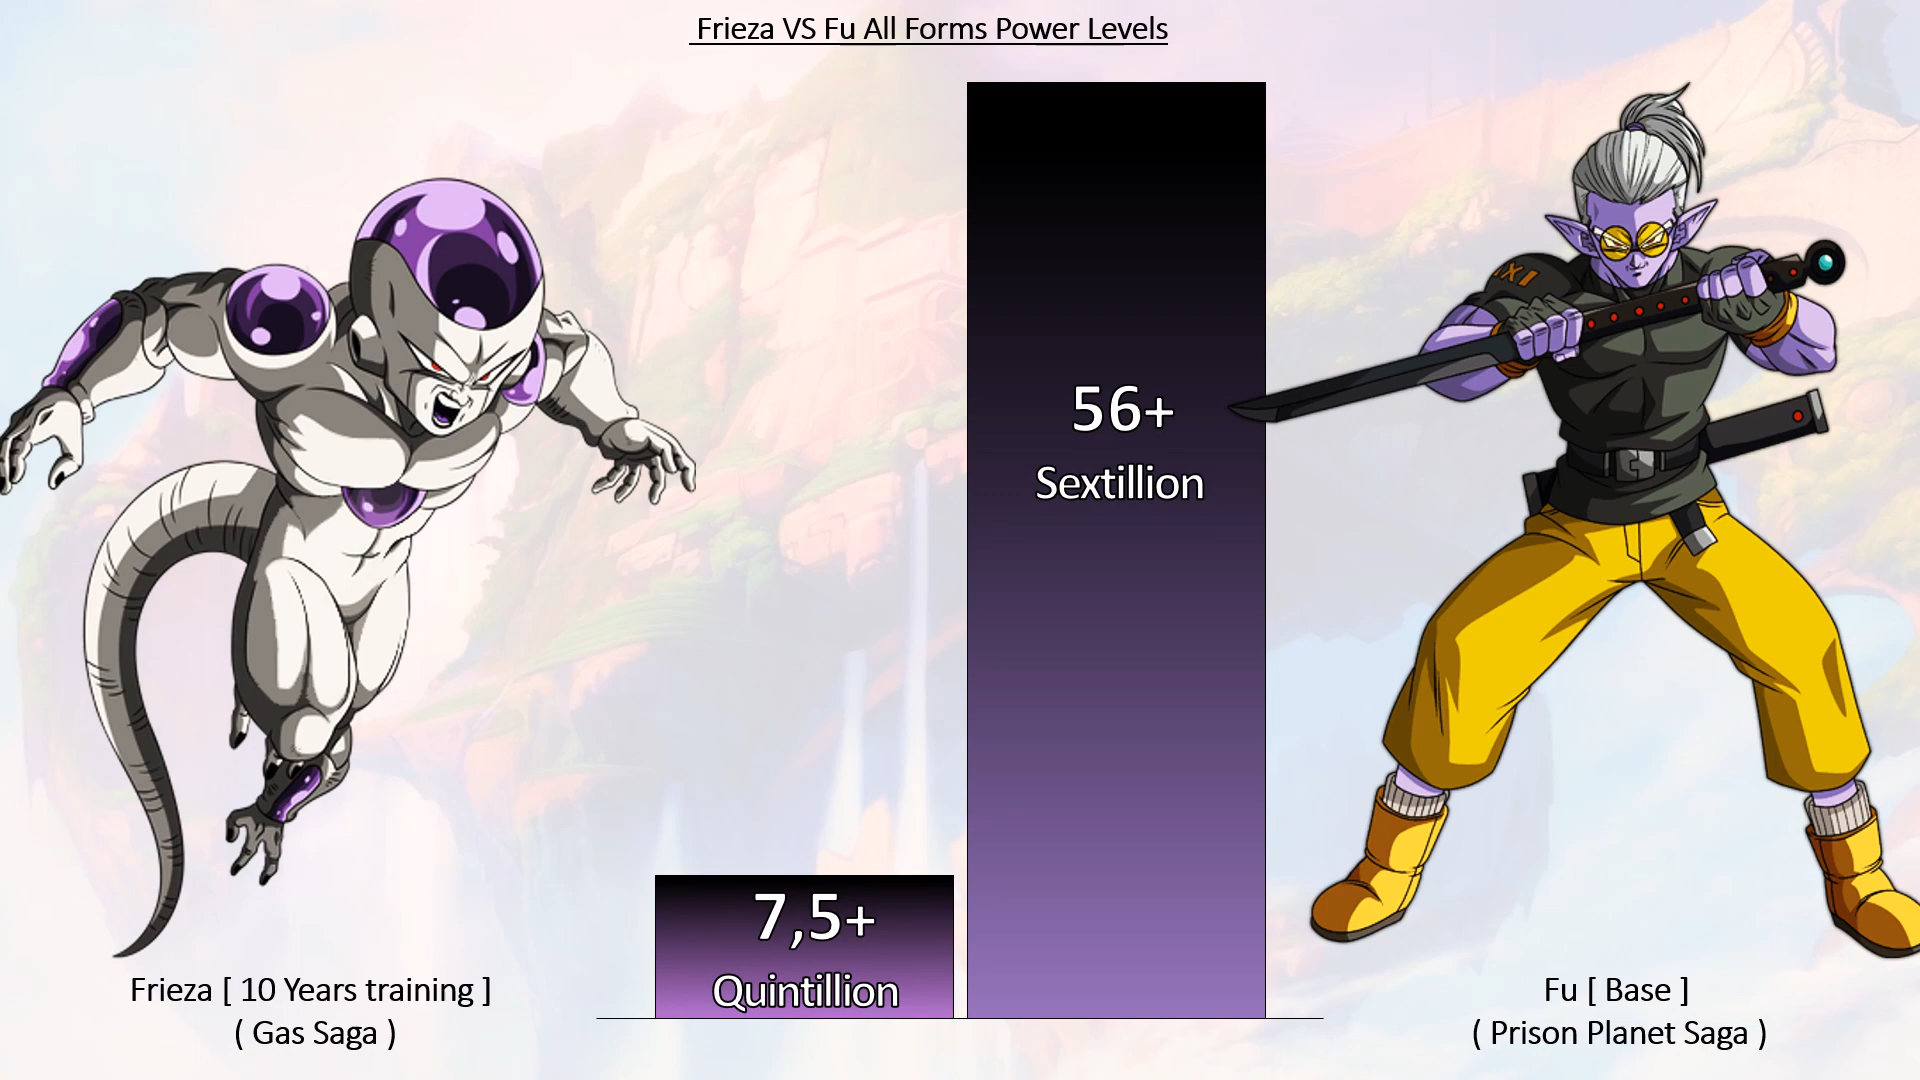 Frieza VS Fu All Forms Power Levels
56+
Sextillion
7,5+
Quintillion
Frieza [ 10 Years training ]
( Gas Saga )
Fu [ Base ]
( Prison Planet Saga )